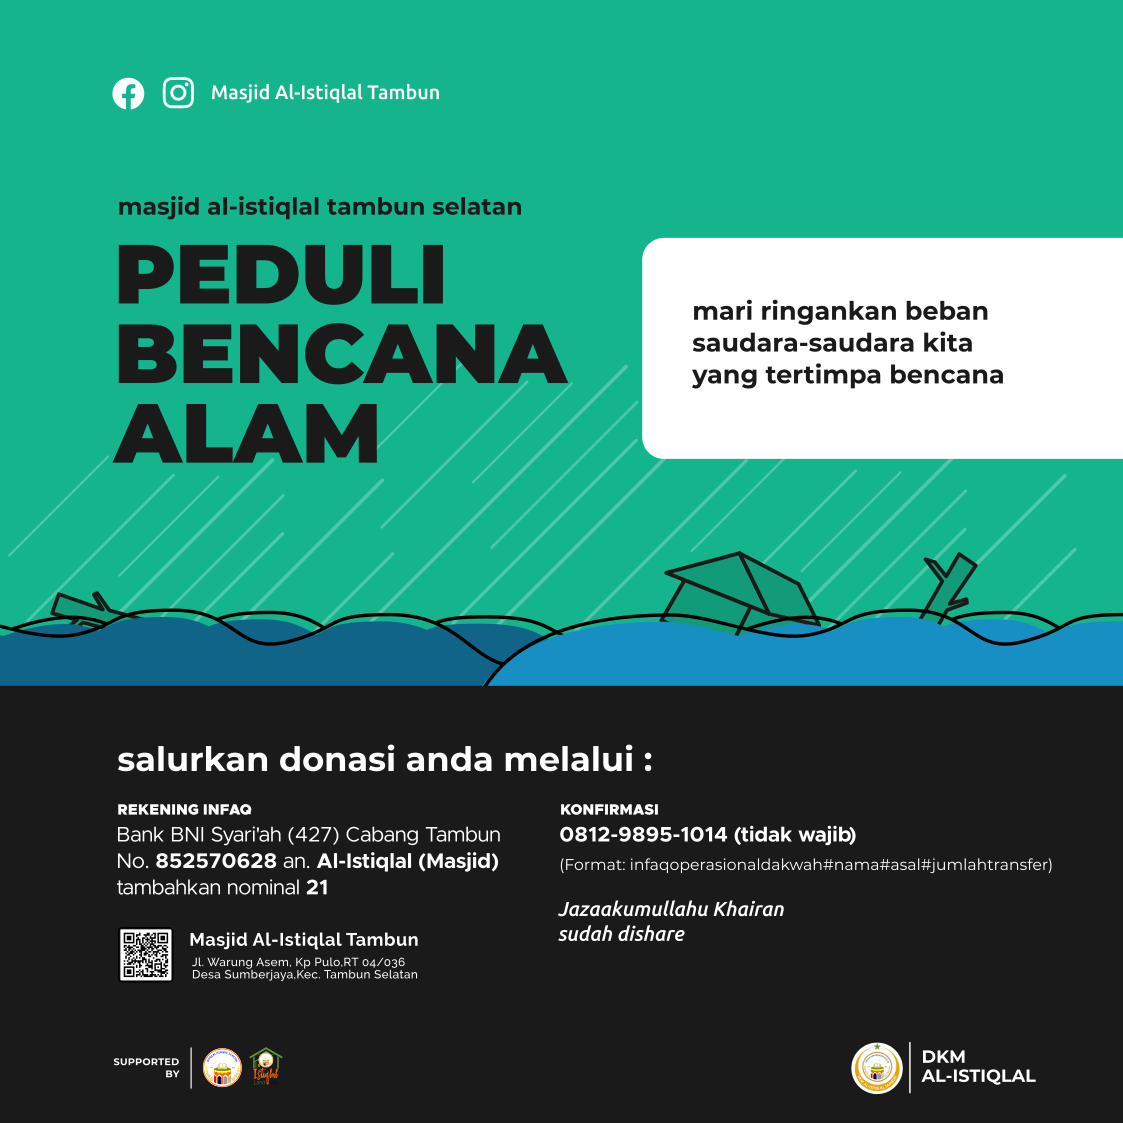 Masjid Al-Istiqlal Tambun
masjid al-istiqlal tambun selatan
PEDULI
BENCANA
ALAM
mari ringankan beban
saudara-saudara kita
yang tertimpa bencana
salurkan donasi anda melalui :
REKENING INFAQ
Bank BNI Syari'ah (427) Cabang Tambun
No. 852570628 an. Al-Istiqlal (Masjid)
tambahkan nominal 21
KONFIRMASI
0812-9895-1014 (tidak wajib)
(Format: infaqoperasionaldakwah#nama#asal#jumlahtransfer)
Jazaakumullahu Khairan
sudah dishare
Masjid Al-Istiqlal Tambun
Jl. Warung Asem, Kp Pulo,RT 04/036
Desa Sumberjaya,Kec. Tambun Selatan
SUPPORTED
BY
Istiqlal
DKM
AL-ISTIQLAL